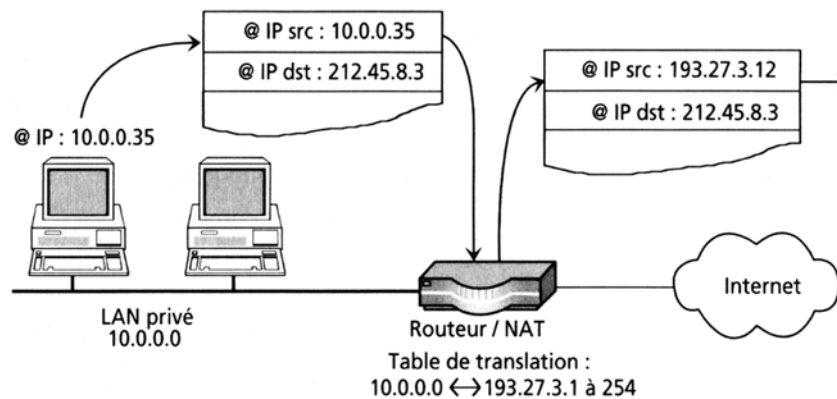 @ IP src : 10.0.0.35
@ IP dst : 212.45.8.3
@ IP src : 193.27.3.12
@ IP dst : 212.45.8.3
@ IP : 10.0.0.35
Internet
LAN privé
10.0.0.0
Routeur / NAT
Table de translation :
10.0.0.0 <-> 193.27.3.1 à 254